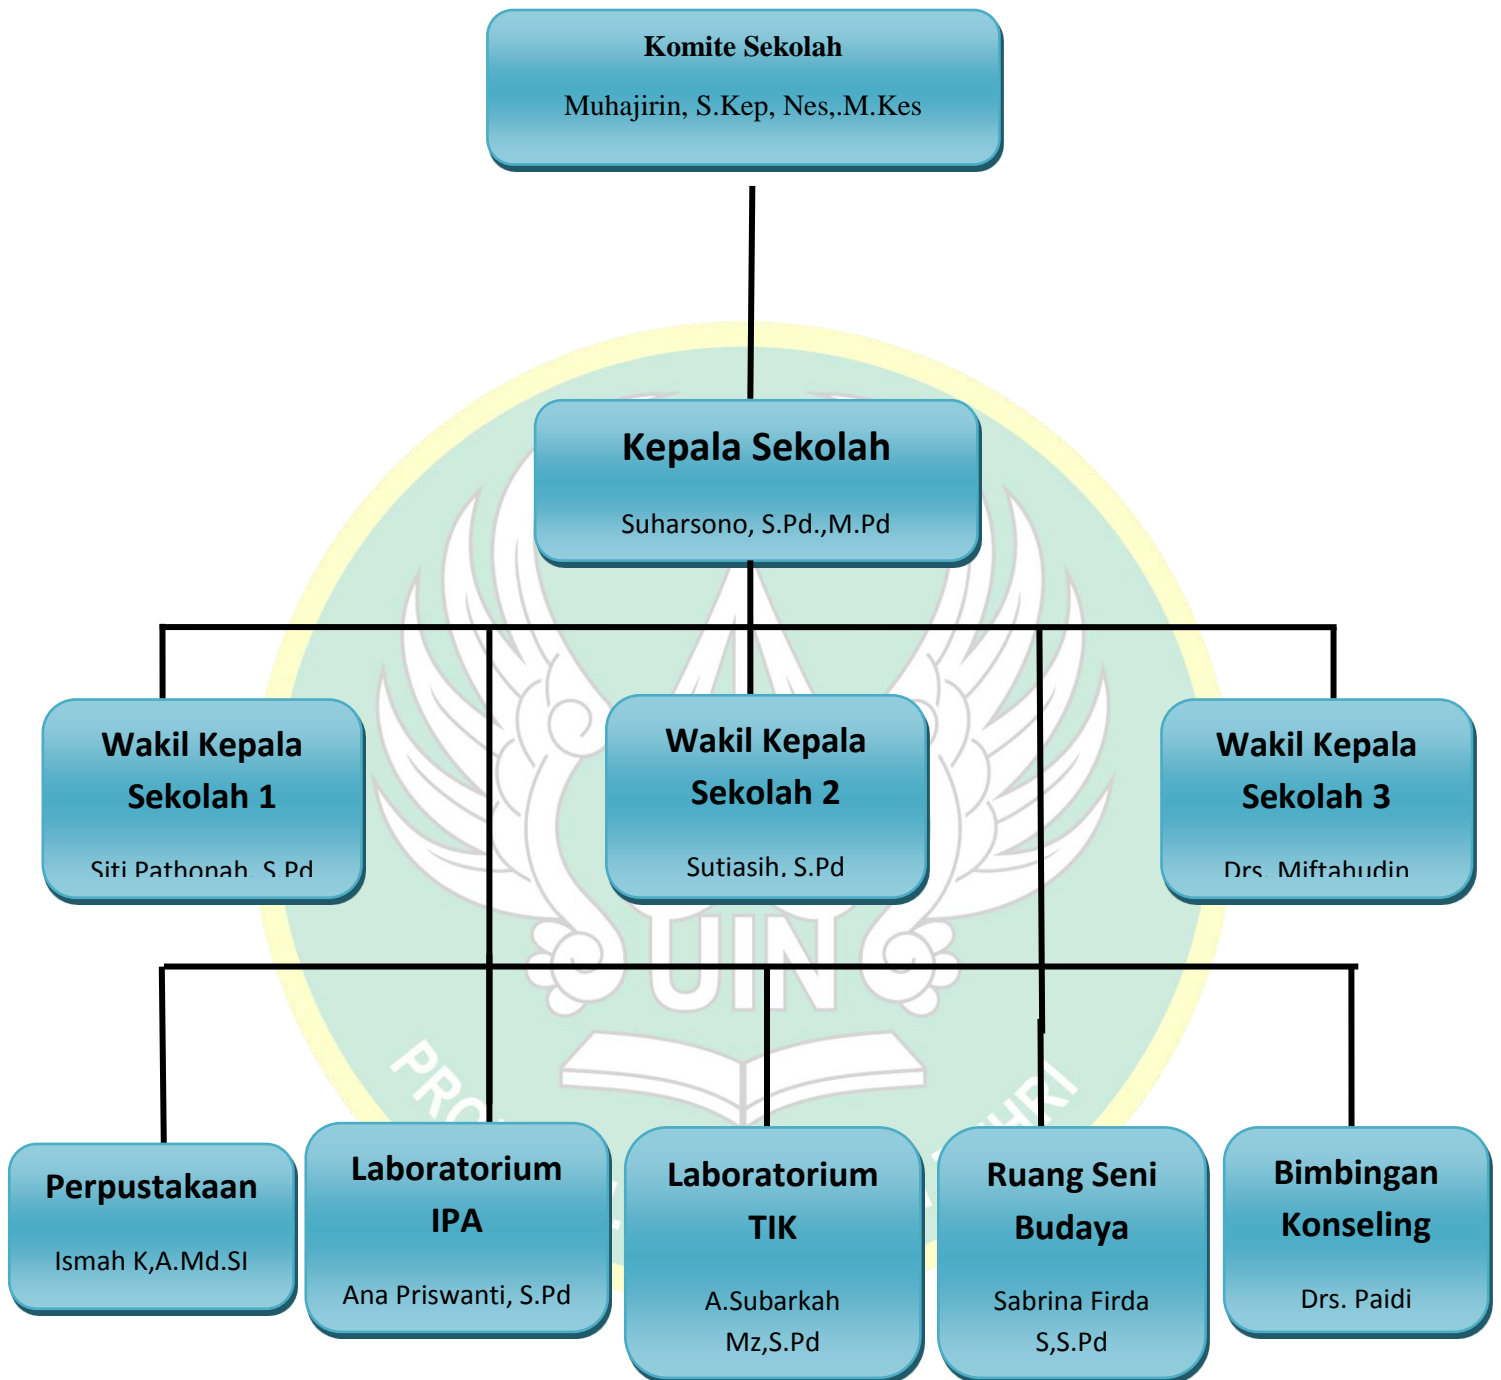 Komite Sekolah
Muhajirin, S.Kep, Nes,.M.Kes
Kepala Sekolah
Suharsono, S.Pd.,M.Pd
Wakil Kepala
Sekolah 1
Siti Pathonah, S.Pd
Wakil Kepala
Sekolah 2
Sutiasih, S.Pd
Wakil Kepala
Sekolah 3
Drs. Miftahudin
UIN
Perpustakaan
Ismah K,A.Md.SI
Laboratorium
IPA
Ana Priswanti, S.Pd
Laboratorium
TIK
A.Subarkah
Mz,S.Pd
Ruang Seni
Budaya
Sabrina Firda
S,S.Pd
Bimbingan
Konseling
Drs. Paidi